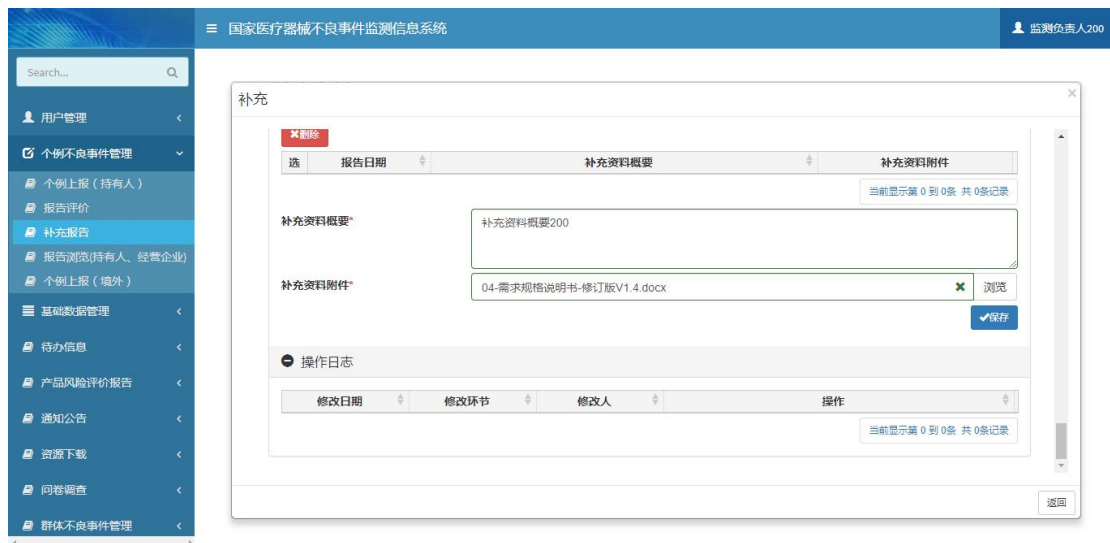 国家医疗器械不良事件监测信息系统
监测负责人200
Search...
用户管理
个例不良事件管理
个例上报（持有人）
报告评价
补充报告
报告浏览(持有人、经营企业)
个例上报（境外）
基础数据管理
待办信息
产品风险评价报告
通知公告
资源下载
问卷调查
群体不良事件管理
补充
×
✖删除
选 报告日期 补充资料概要 补充资料附件
当前显示第 0 到 0条 共 0条记录
补充资料概要*
补充资料概要200
补充资料附件*
04-需求规格说明书-修订版V1.4.docx
浏览
✔保存
操作日志
修改日期 修改环节 修改人 操作
当前显示第 0 到 0条 共 0条记录
返回